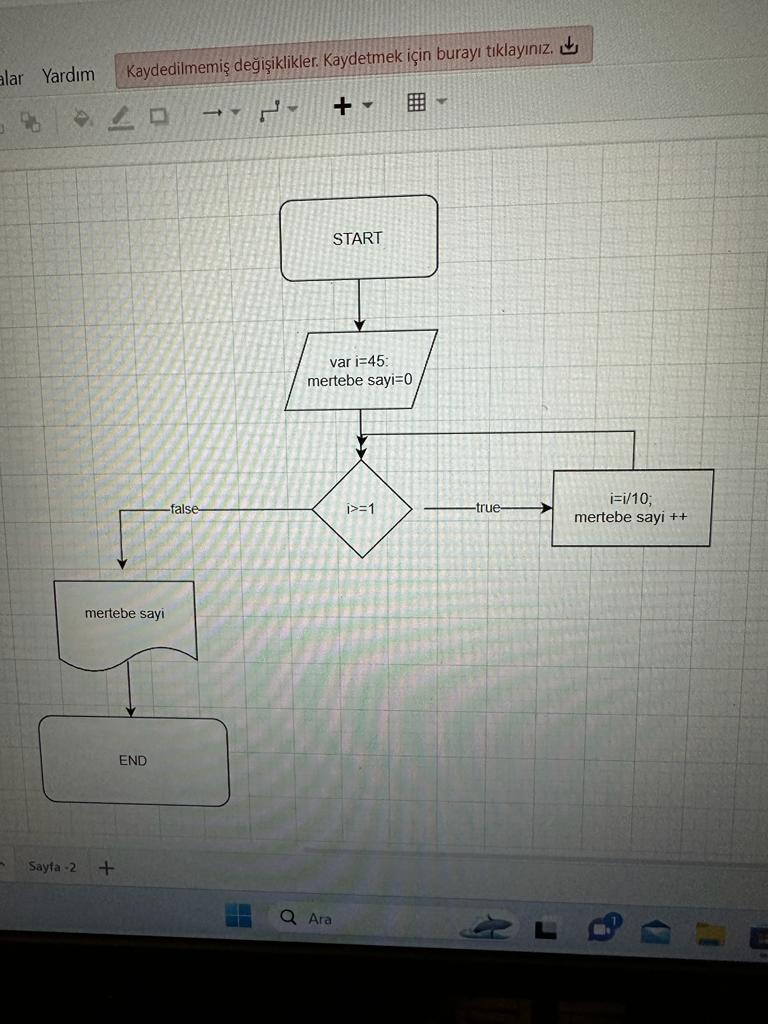 alar Yardım Kaydedilmemiş değişiklikler. Kaydetmek için burayı tıklayınız.
START
var i=45:
mertebe sayi=0
false
i>=1
true
i=i/10;
mertebe sayi ++
mertebe sayi
END
Sayfa -2
Ara
1